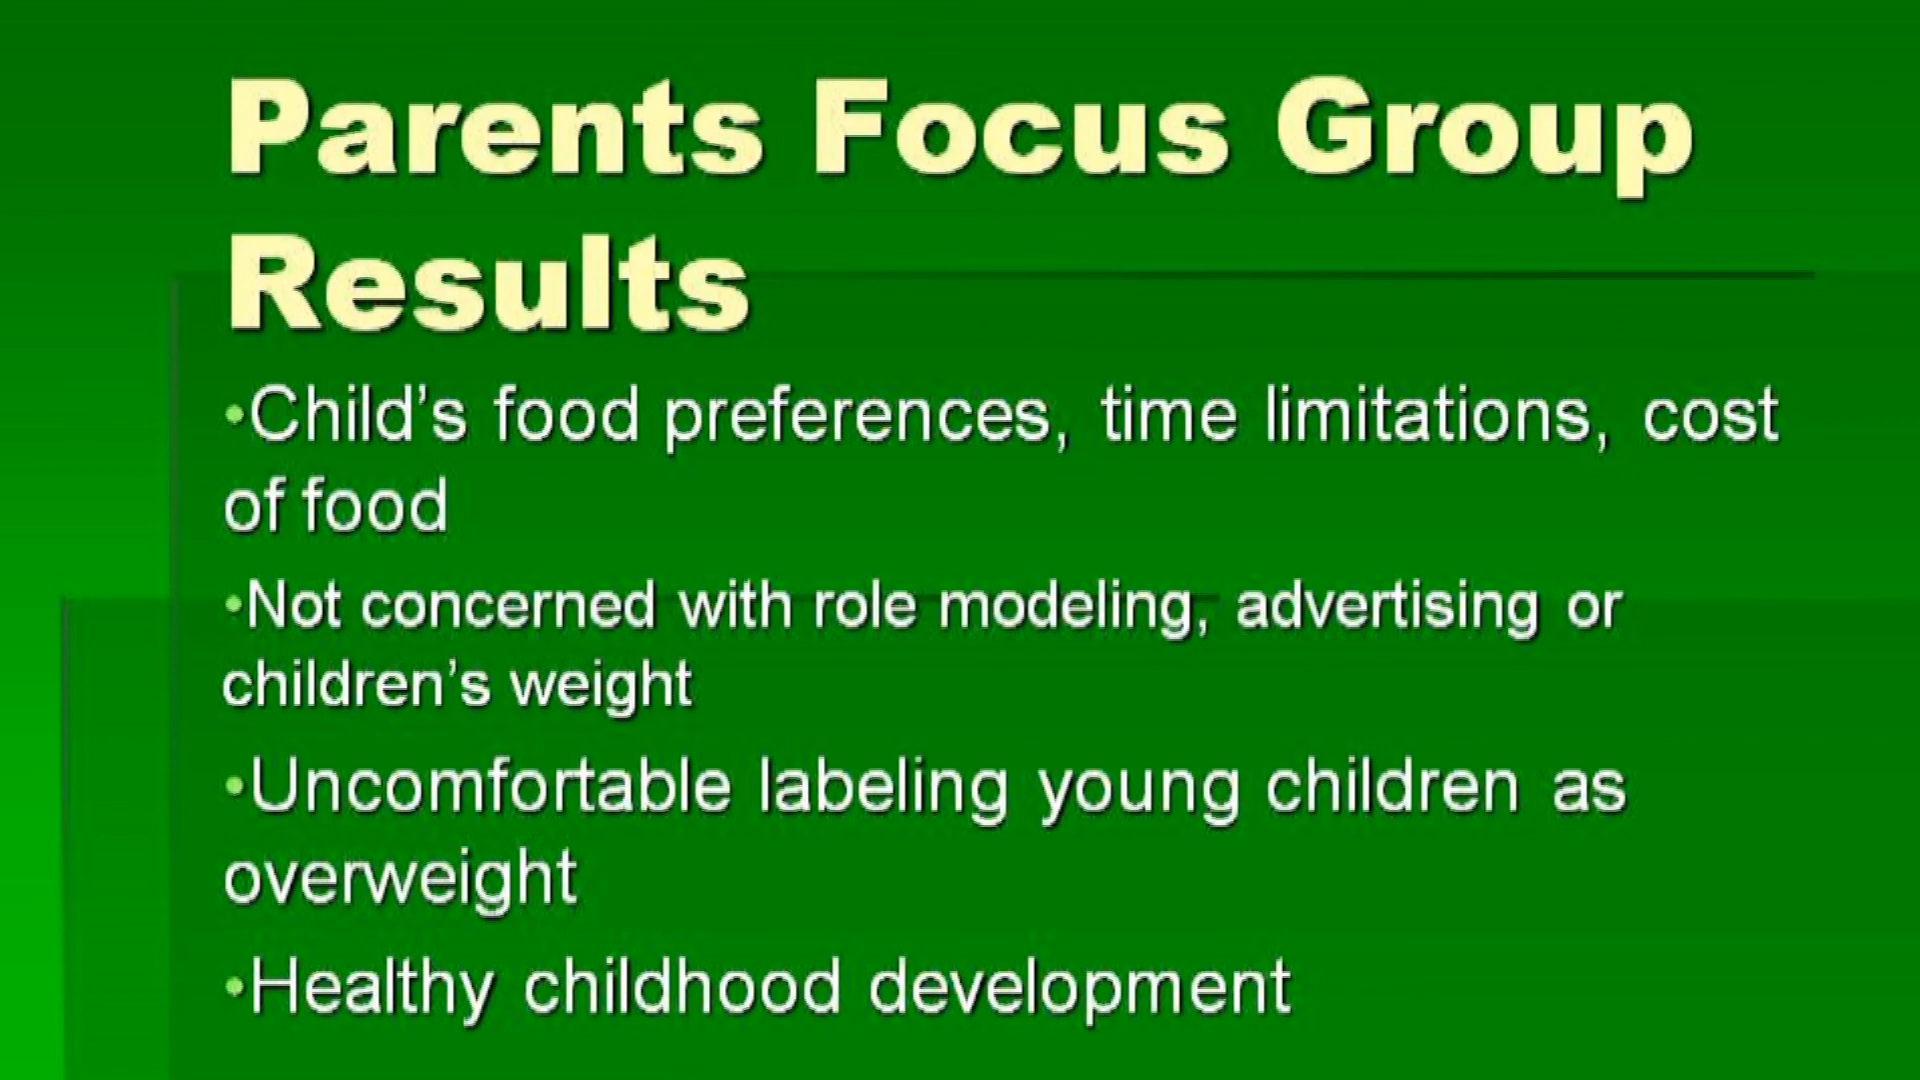 Parents Focus Group
Results
•Child’s food preferences, time limitations, cost
of food
•Not concerned with role modeling, advertising or
children’s weight
•Uncomfortable labeling young children as
overweight
•Healthy childhood development